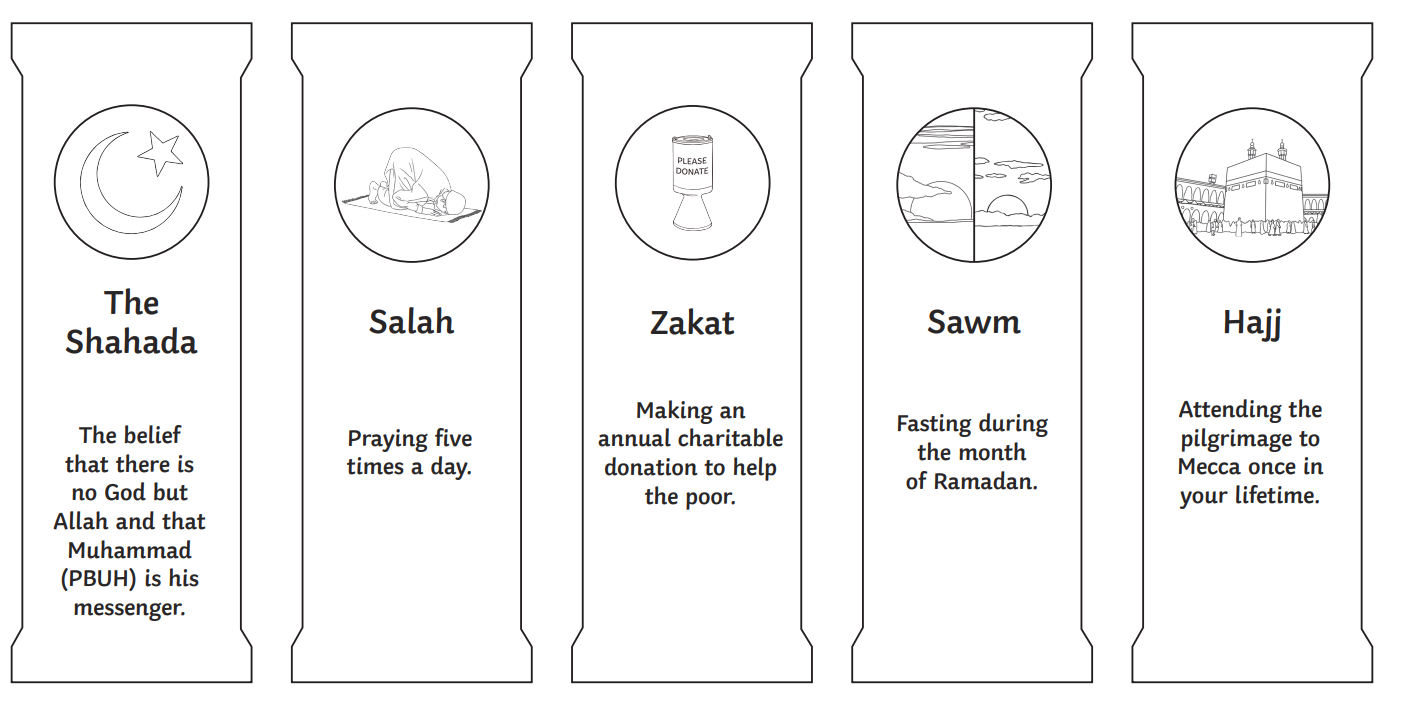 The
Shahada
The belief
that there is
no God but
Allah and that
Muhammad
(PBUH) is his
messenger.
Salah
Praying five
times a day.
PLEASE
DONATE
Zakat
Making an
annual charitable
donation to help
the poor.
Sawm
Fasting during
the month
of Ramadan.
Hajj
Attending the
pilgrimage to
Mecca once in
your lifetime.